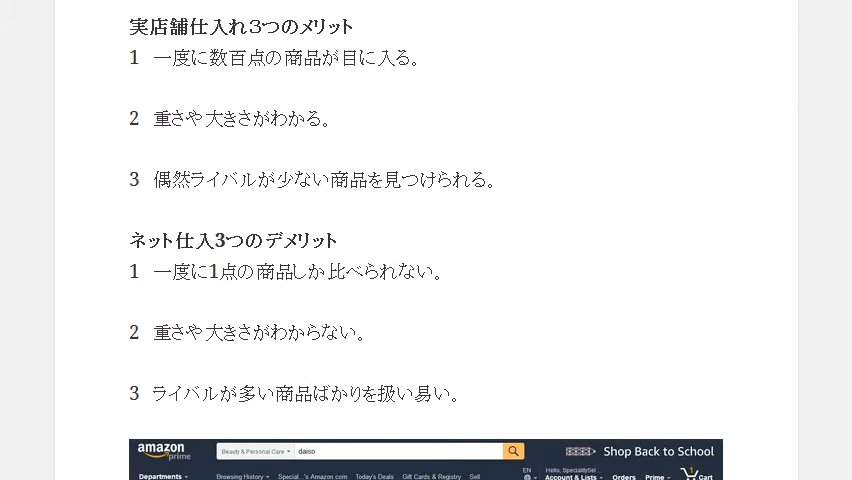 実店舗仕入れ３つのメリット
1 一度に数百点の商品が目に入る。
2 重さや大きさがわかる。
3 偶然ライバルが少ない商品を見つけられる。
ネット仕入3つのデメリット
1 一度に1点の商品しか比べられない。
2 重さや大きさがわからない。
3 ライバルが多い商品ばかりを扱い易い。
amazon prime Beauty & Personal Care daiso Shop Back to School
EN Hello, SpecialitySel...
Departments Browsing History Special...'s Amazon.com Today's Deals Gift Cards & Registry Sell Account & Lists Orders Prime 1 Cart